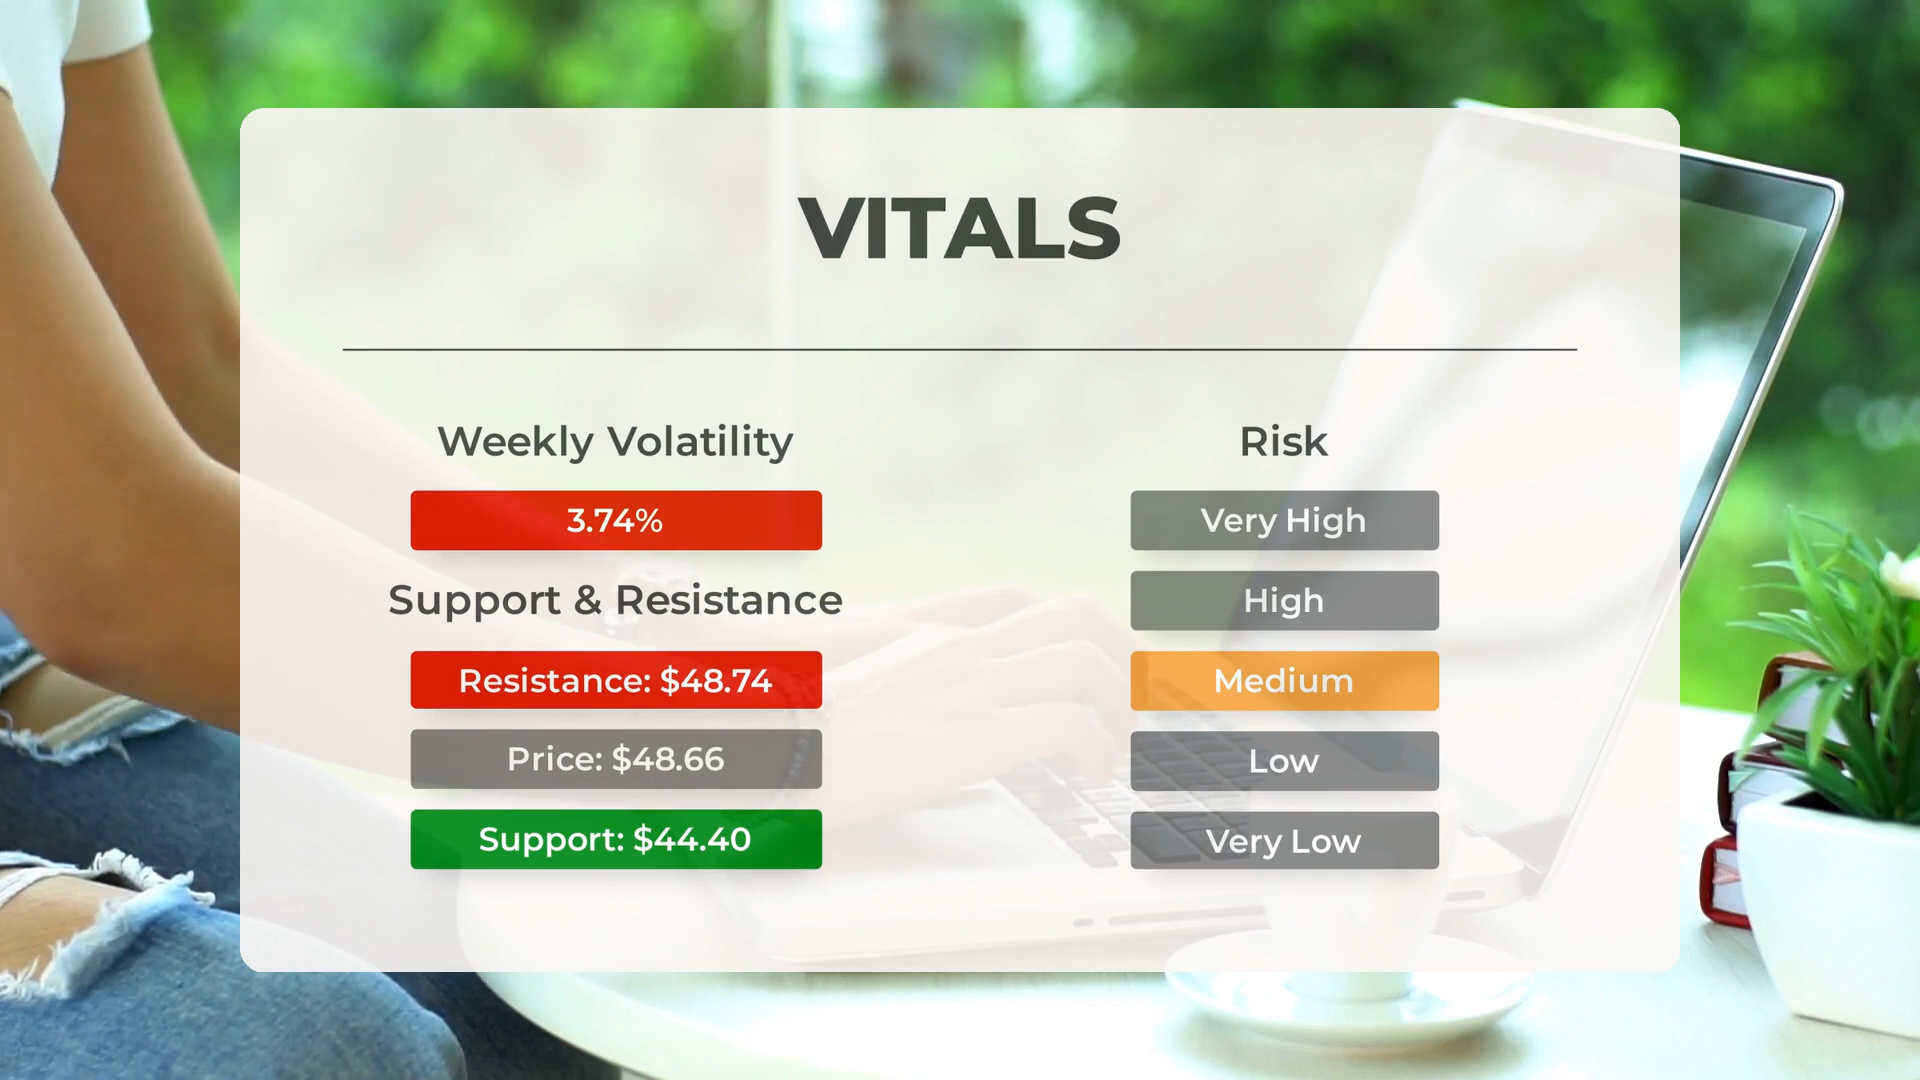 VITALS
Weekly Volatility
3.74%
Support & Resistance
Resistance: $48.74
Price: $48.66
Support: $44.40
Risk
Very High
High
Medium
Low
Very Low